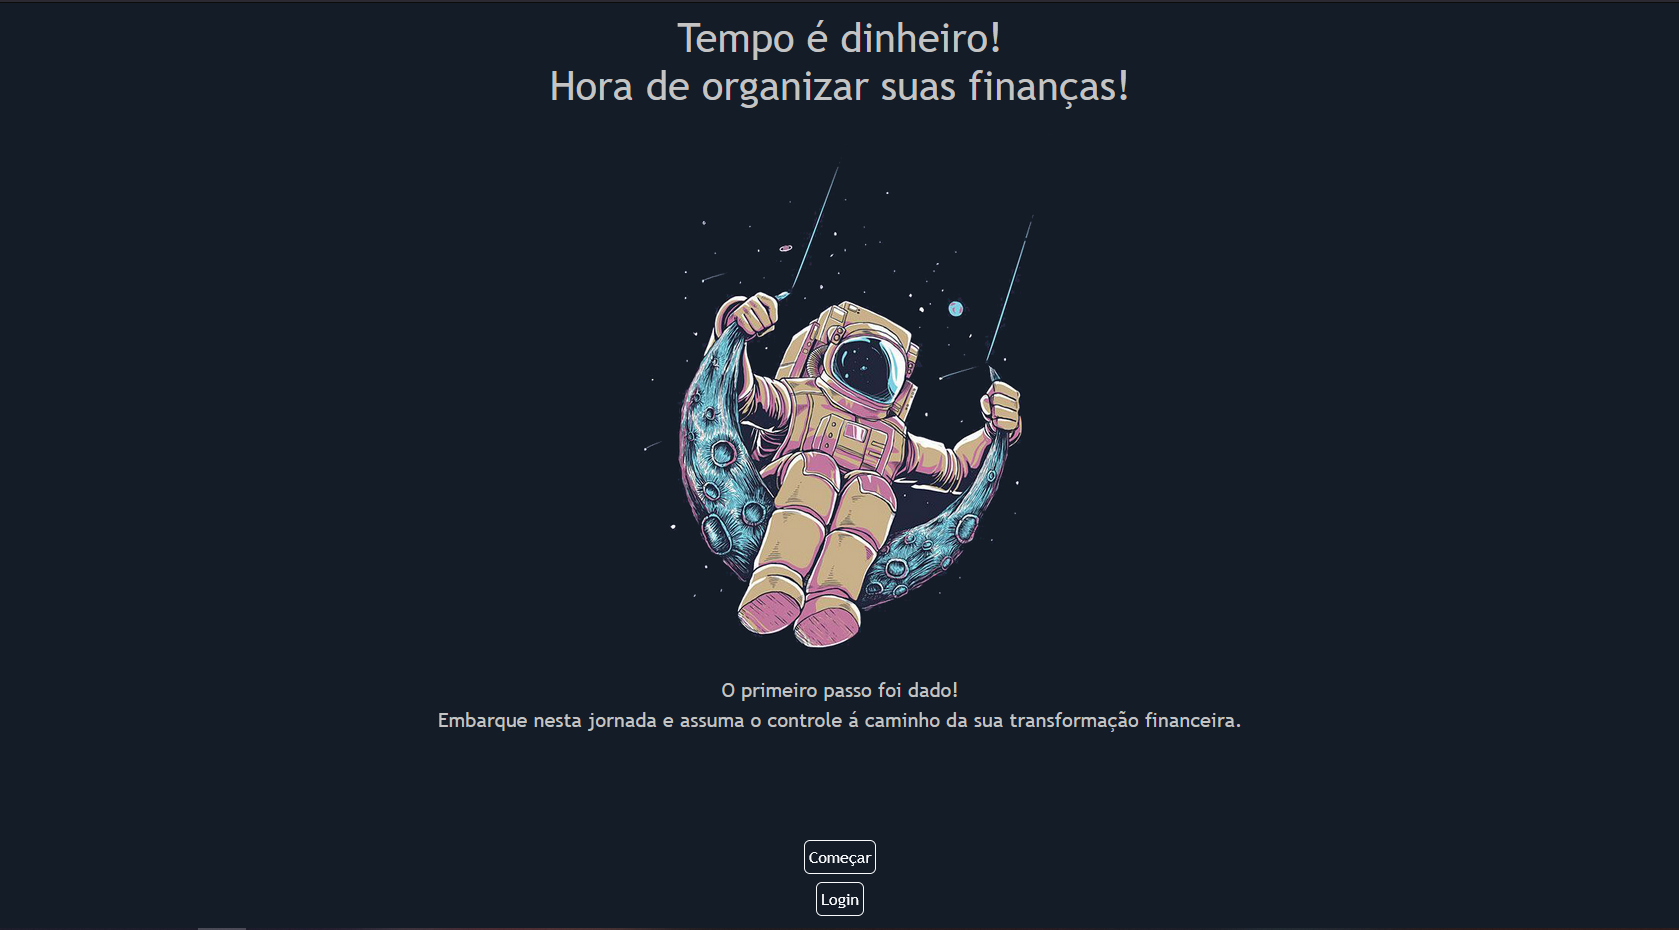 Tempo é dinheiro!
Hora de organizar suas finanças!
O primeiro passo foi dado!
Embarque nesta jornada e assuma o controle á caminho da sua transformação financeira.
Começar
Login